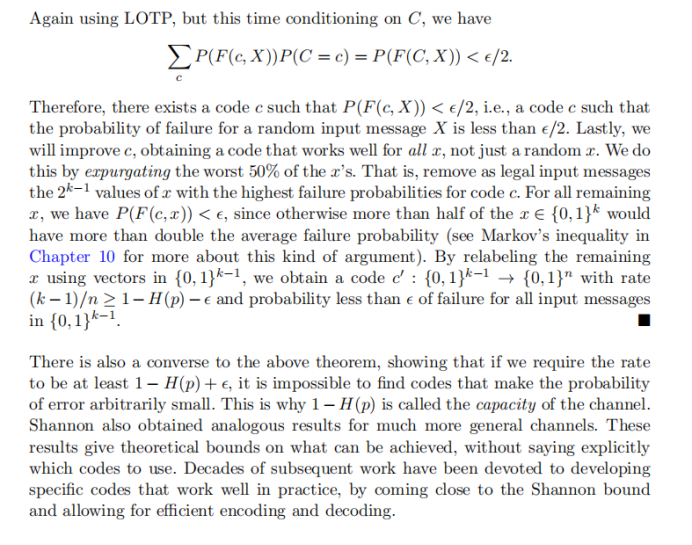 Again using LOTP, but this time conditioning on C, we have
∑ P(F(c, X))P(C = c) = P(F(C, X)) < ϵ/2.
c
Therefore, there exists a code c such that P(F(c, X)) < ϵ/2, i.e., a code c such that
the probability of failure for a random input message X is less than ϵ/2. Lastly, we
will improve c, obtaining a code that works well for all x, not just a random x. We do
this by expurgating the worst 50% of the x's. That is, remove as legal input messages
the 2^{k−1} values of x with the highest failure probabilities for code c. For all remaining
x, we have P(F(c, x)) < ϵ, since otherwise more than half of the x ∈ {0, 1}^k would
have more than double the average failure probability (see Markov's inequality in
Chapter 10 for more about this kind of argument). By relabeling the remaining
x using vectors in {0, 1}^{k−1}, we obtain a code c′ : {0, 1}^{k−1} → {0, 1}^n with rate
(k − 1)/n ≥ 1 − H(p) − ϵ and probability less than ϵ of failure for all input messages
in {0, 1}^{k−1}. ■
There is also a converse to the above theorem, showing that if we require the rate
to be at least 1 − H(p) + ϵ, it is impossible to find codes that make the probability
of error arbitrarily small. This is why 1 − H(p) is called the capacity of the channel.
Shannon also obtained analogous results for much more general channels. These
results give theoretical bounds on what can be achieved, without saying explicitly
which codes to use. Decades of subsequent work have been devoted to developing
specific codes that work well in practice, by coming close to the Shannon bound
and allowing for efficient encoding and decoding.